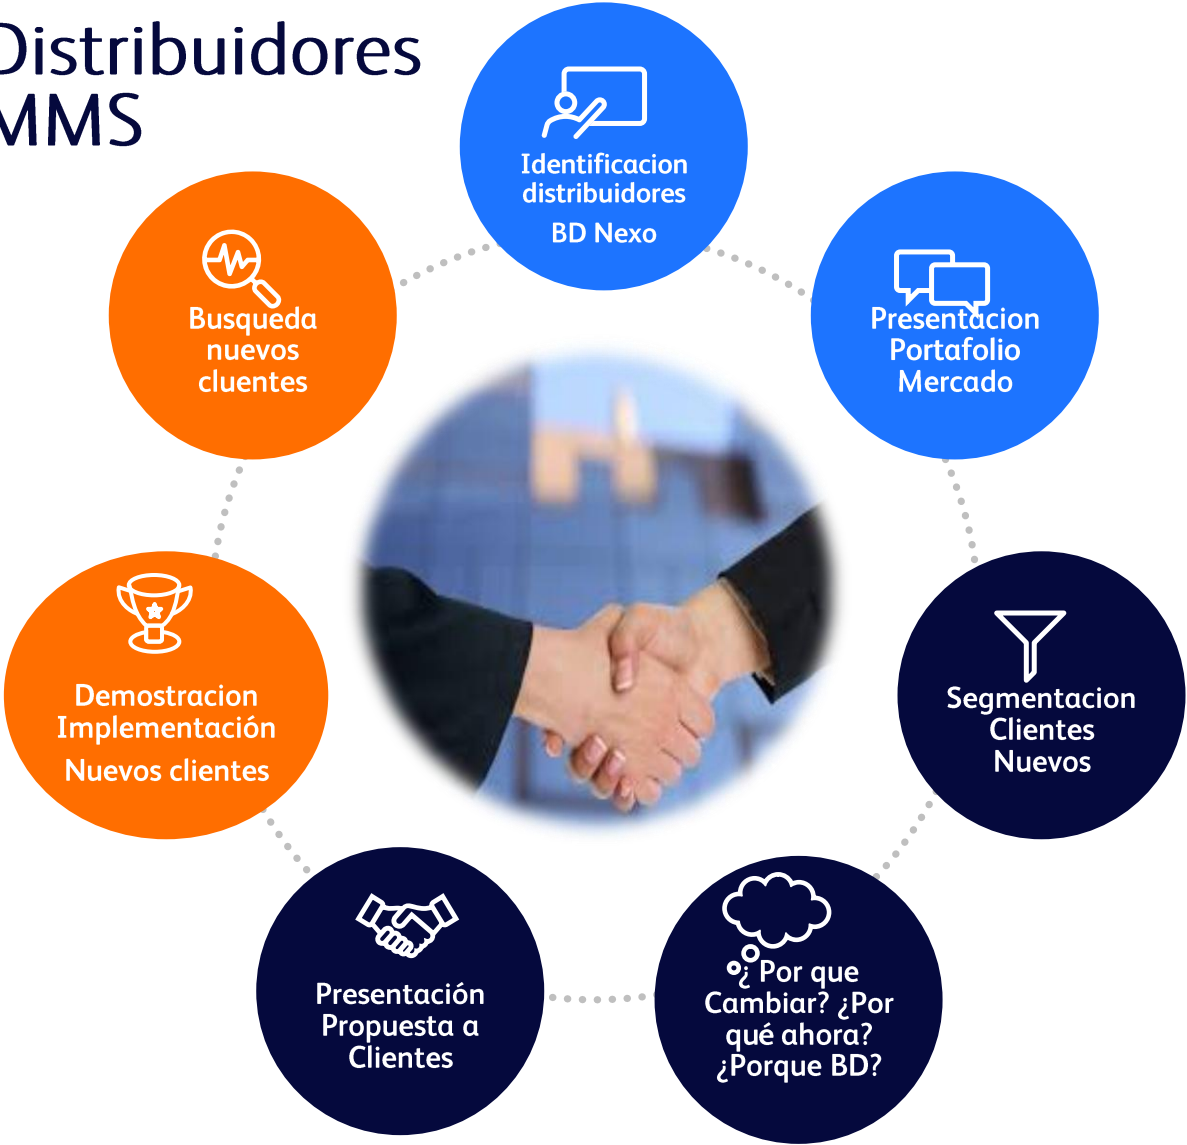 Distribuidores
MMS
Identificacion
distribuidores
BD Nexo
Presentacion
Portafolio
Mercado
Segmentacion
Clientes
Nuevos
¿ Por que
Cambiar? ¿Por
qué ahora?
¿Porque BD?
Presentación
Propuesta a
Clientes
Demostracion
Implementación
Nuevos clientes
Busqueda
nuevos
cluentes